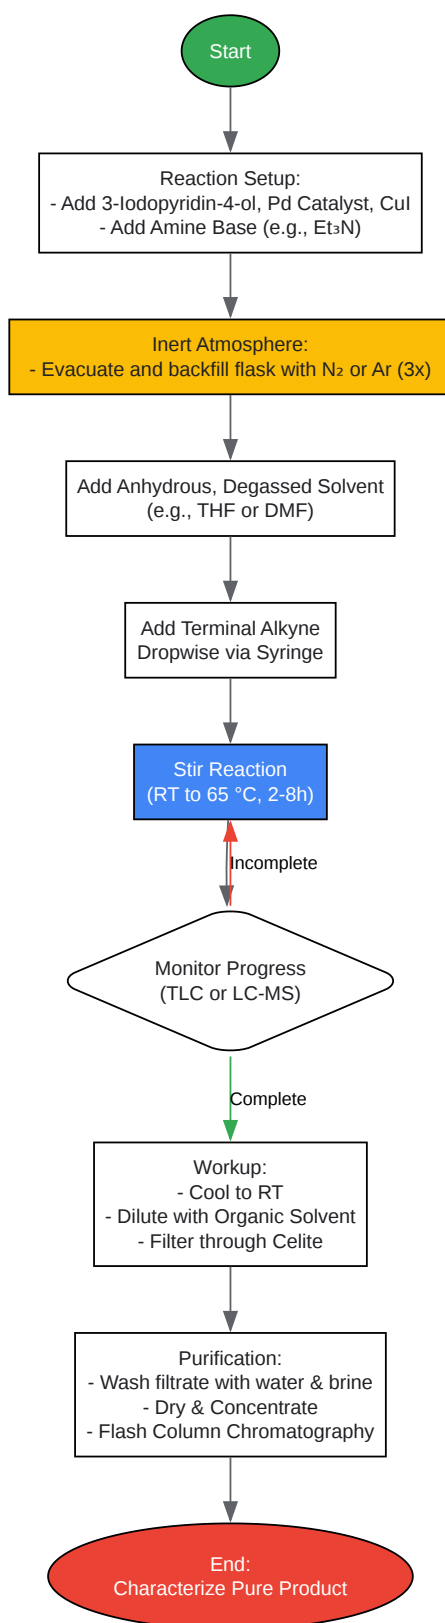 Start
Reaction Setup:
- Add 3-Iodopyridin-4-ol, Pd Catalyst, CuI
- Add Amine Base (e.g., Et₃N)
Inert Atmosphere:
- Evacuate and backfill flask with N₂ or Ar (3x)
Add Anhydrous, Degassed Solvent
(e.g., THF or DMF)
Add Terminal Alkyne
Dropwise via Syringe
Stir Reaction
(RT to 65 °C, 2-8h)
Incomplete
Monitor Progress
(TLC or LC-MS)
Complete
Workup:
- Cool to RT
- Dilute with Organic Solvent
- Filter through Celite
Purification:
- Wash filtrate with water & brine
- Dry & Concentrate
- Flash Column Chromatography
End:
Characterize Pure Product